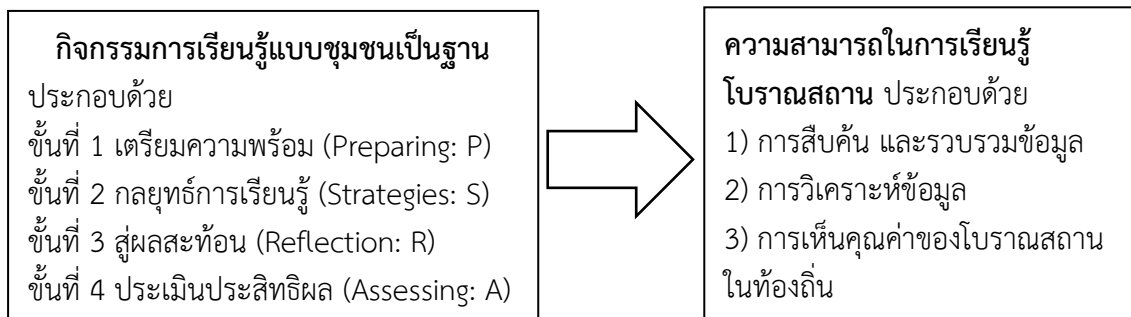 กิจกรรมการเรียนรู้แบบชุมชนเป็นฐาน
ประกอบด้วย
ขั้นที่ 1 เตรียมความพร้อม (Preparing: P)
ขั้นที่ 2 กลยุทธ์การเรียนรู้ (Strategies: S)
ขั้นที่ 3 สู่ผลสะท้อน (Reflection: R)
ขั้นที่ 4 ประเมินประสิทธิผล (Assessing: A)
ความสามารถในการเรียนรู้
โบราณสถาน ประกอบด้วย
1) การสืบค้น และรวบรวมข้อมูล
2) การวิเคราะห์ข้อมูล
3) การเห็นคุณค่าของโบราณสถาน
ในท้องถิ่น